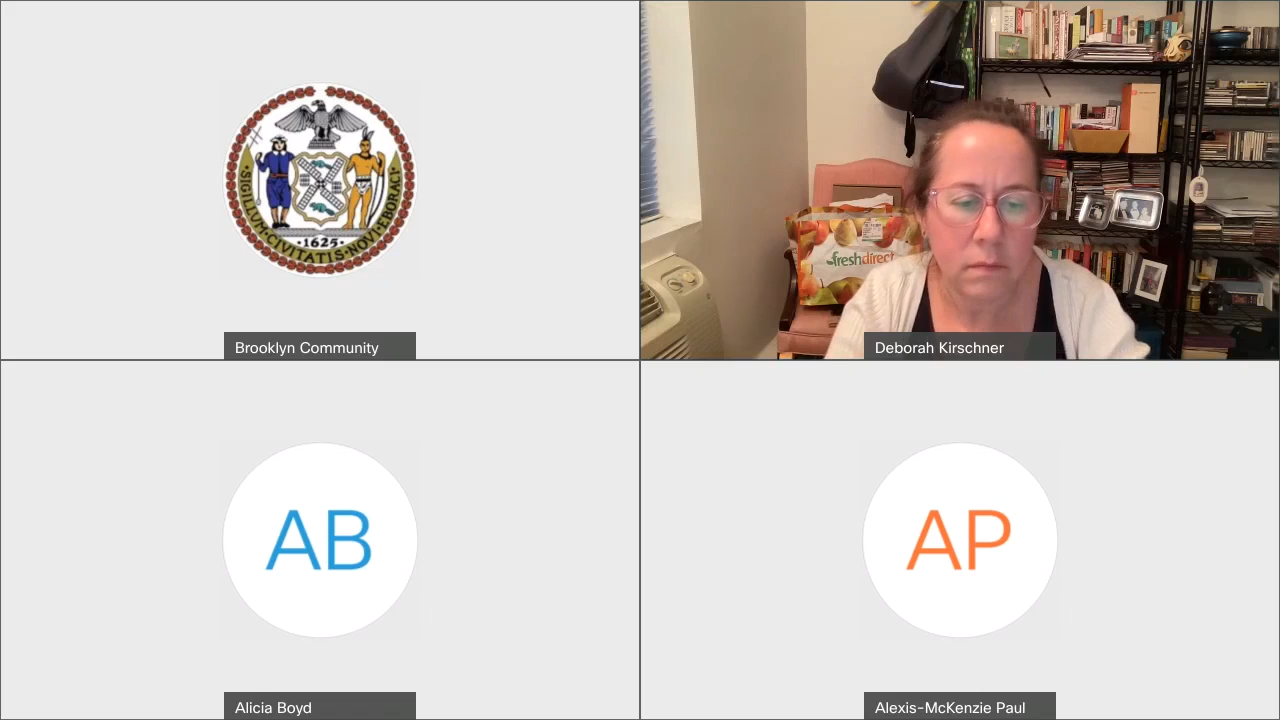 SIGILLUM·CIVITATIS·NOVI·EBORACI
·1625·
Brooklyn Community
freshdirect
Deborah Kirschner
AB
Alicia Boyd
AP
Alexis-McKenzie Paul